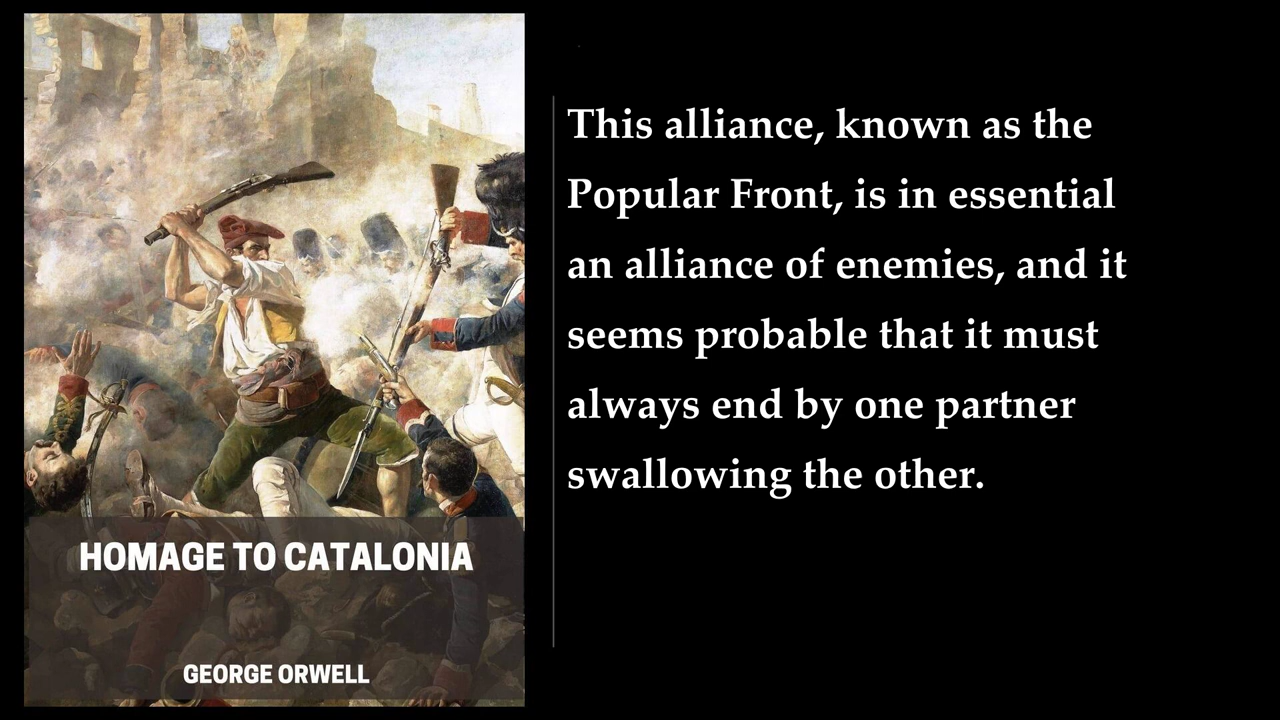 HOMAGE TO CATALONIA
GEORGE ORWELL
This alliance, known as the
Popular Front, is in essential
an alliance of enemies, and it
seems probable that it must
always end by one partner
swallowing the other.